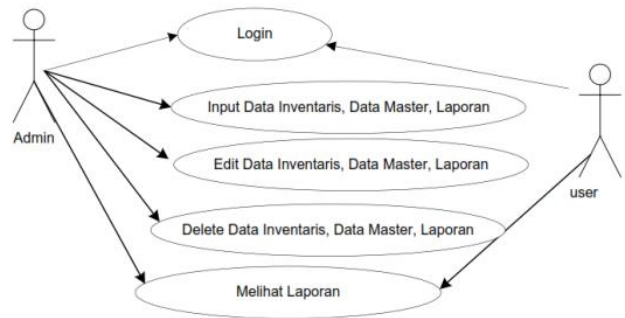 Login
Input Data Inventaris, Data Master, Laporan
Admin
Edit Data Inventaris, Data Master, Laporan
user
Delete Data Inventaris, Data Master, Laporan
Melihat Laporan